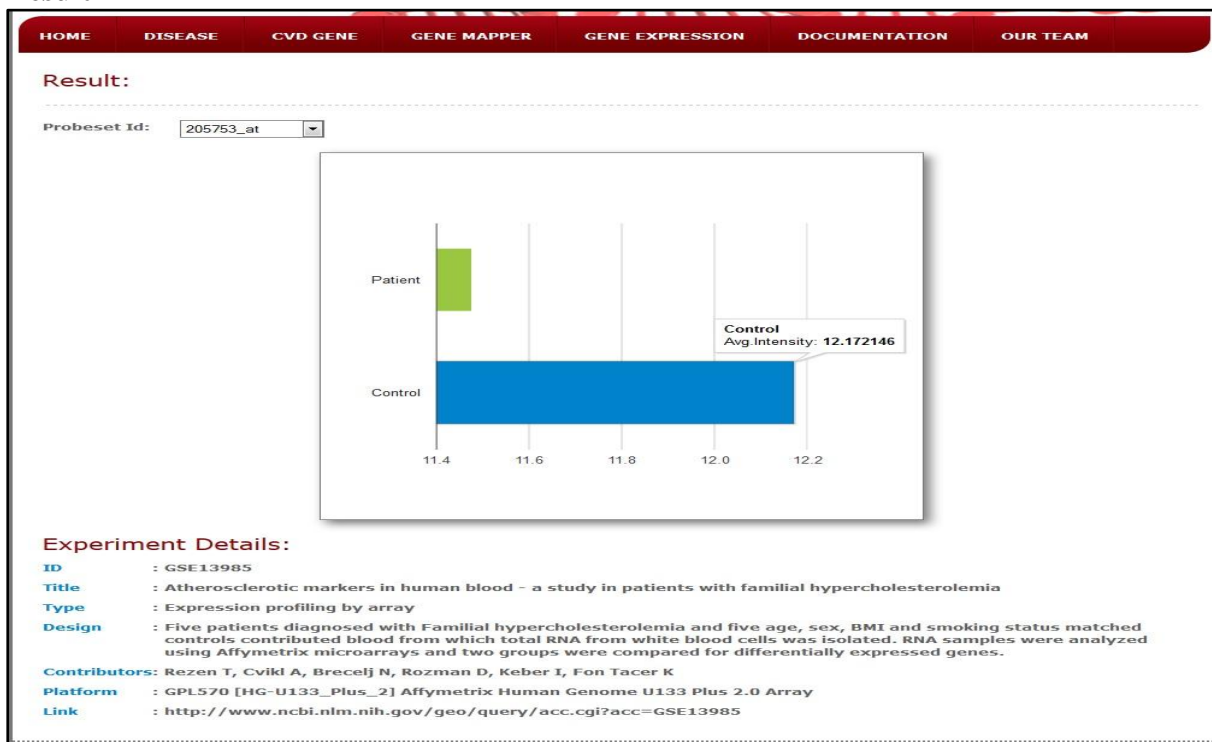 HOME DISEASE CVD GENE GENE MAPPER GENE EXPRESSION DOCUMENTATION OUR TEAM
Result:
Probeset Id: 205753_at
Patient
Control
Avg.Intensity: 12.172146
Control
11.4 11.6 11.8 12.0 12.2
Experiment Details:
ID : GSE13985
Title : Atherosclerotic markers in human blood - a study in patients with familial hypercholesterolemia
Type : Expression profiling by array
Design : Five patients diagnosed with Familial hypercholesterolemia and five age, sex, BMI and smoking status matched
controls contributed blood from which total RNA from white blood cells was isolated. RNA samples were analyzed
using Affymetrix microarrays and two groups were compared for differentially expressed genes.
Contributors: Rezen T, Cvikl A, Brecelj N, Rozman D, Keber I, Fon Tacer K
Platform : GPL570 [HG-U133_Plus_2] Affymetrix Human Genome U133 Plus 2.0 Array
Link : http://www.ncbi.nlm.nih.gov/geo/query/acc.cgi?acc=GSE13985